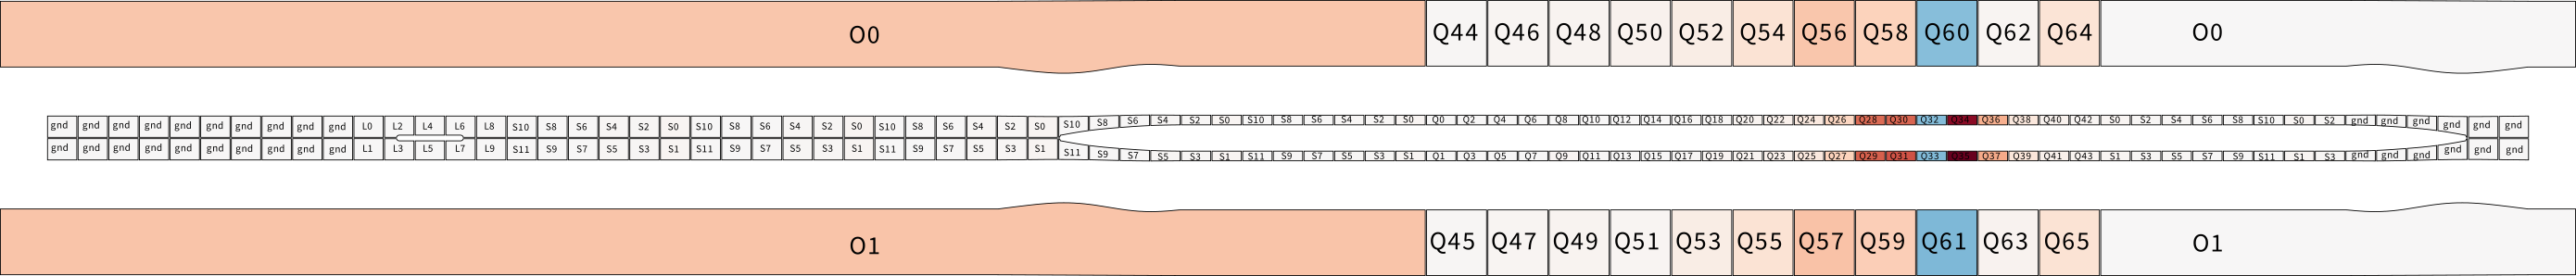 O0 Q44 Q46 Q48 Q50 Q52 Q54 Q56 Q58 Q60 Q62 Q64 O0
gnd gnd gnd gnd gnd gnd gnd gnd gnd gnd L0 L2 L4 L6 L8 S10 S8 S6 S4 S2 S0 S10 S8 S6 S4 S2 S0 S10 S8 S6 S4 S2 S0 S10 S8 S6 S4 S2 S0 S10 S8 S6 S4 S2 S0 Q0 Q2 Q4 Q6 Q8 Q10 Q12 Q14 Q16 Q18 Q20 Q22 Q24 Q26 Q28 Q30 Q32 Q34 Q36 Q38 Q40 Q42 S0 S2 S4 S6 S8 S10 S0 S2 gnd gnd gnd gnd gnd gnd
gnd gnd gnd gnd gnd gnd gnd gnd gnd gnd L1 L3 L5 L7 L9 S11 S9 S7 S5 S3 S1 S11 S9 S7 S5 S3 S1 S11 S9 S7 S5 S3 S1 S11 S9 S7 S5 S3 S1 S11 S9 S7 S5 S3 S1 Q1 Q3 Q5 Q7 Q9 Q11 Q13 Q15 Q17 Q19 Q21 Q23 Q25 Q27 Q29 Q31 Q33 Q35 Q37 Q39 Q41 Q43 S1 S3 S5 S7 S9 S11 S1 S3 gnd gnd gnd gnd gnd gnd
O1 Q45 Q47 Q49 Q51 Q53 Q55 Q57 Q59 Q61 Q63 Q65 O1